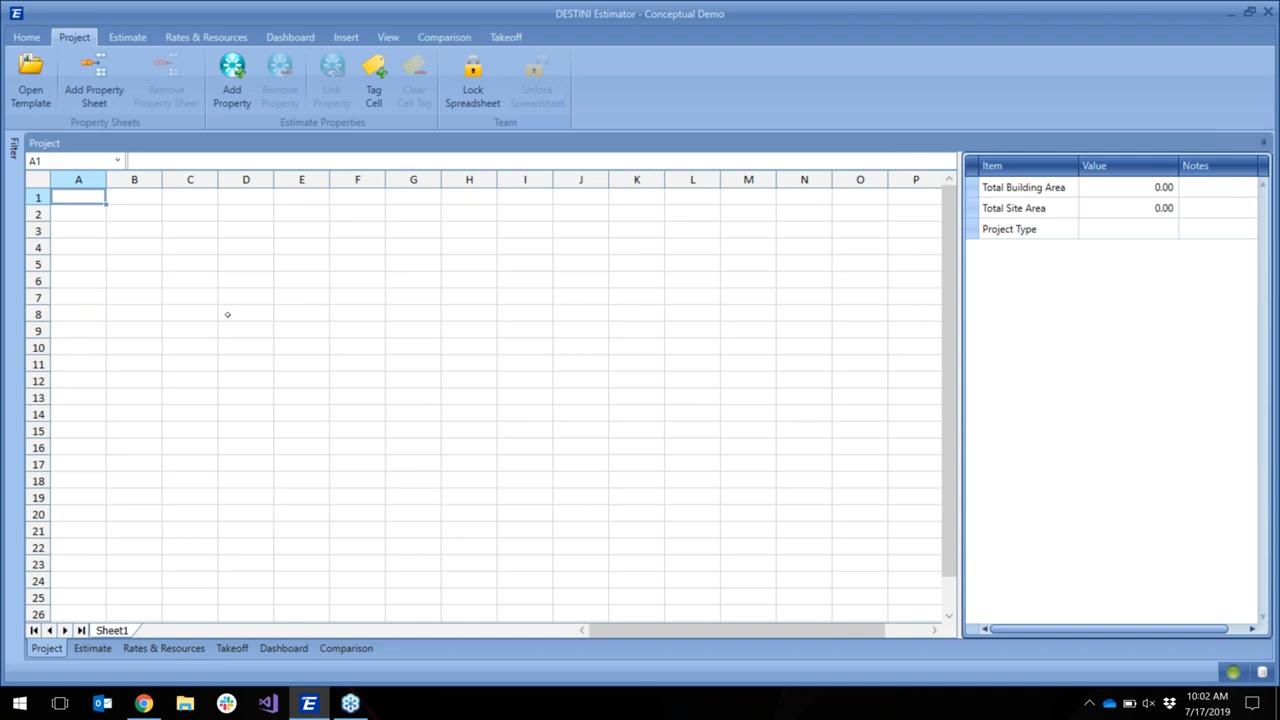 DESTINI Estimator - Conceptual Demo
Home Project Estimate Rates & Resources Dashboard Insert View Comparison Takeoff
Open Template
Add Property Sheet
Remove Property Sheet
Property Sheets
Add Property
Remove Property
Link Property
Tag Cell
Clear Cell Tag
Estimate Properties
Lock Spreadsheet
Unlock Spreadsheet
Team
Filter
Project
A1
A B C D E F G H I J K L M N O P
1
2
3
4
5
6
7
8
9
10
11
12
13
14
15
16
17
18
19
20
21
22
23
24
25
26
Item Value Notes
Total Building Area 0.00
Total Site Area 0.00
Project Type
Sheet1
Project Estimate Rates & Resources Takeoff Dashboard Comparison
10:02 AM
7/17/2019